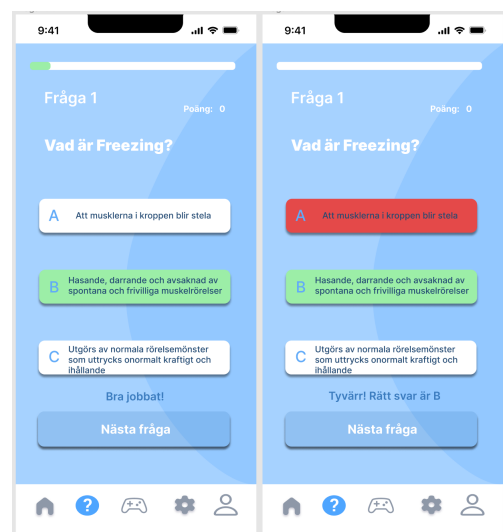 9:41
Fråga 1
Poäng: 0
Vad är Freezing?
A
Att musklerna i kroppen blir stela
B
Hasande, darrande och avsaknad av
spontana och frivilliga muskelrörelser
C
Utgörs av normala rörelsemönster
som uttrycks onormalt kraftigt och
ihållande
Bra jobbat!
Nästa fråga
?
9:41
Fråga 1
Poäng: 0
Vad är Freezing?
A
Att musklerna i kroppen blir stela
B
Hasande, darrande och avsaknad av
spontana och frivilliga muskelrörelser
C
Utgörs av normala rörelsemönster
som uttrycks onormalt kraftigt och
ihållande
Tyvärr! Rätt svar är B
Nästa fråga
?